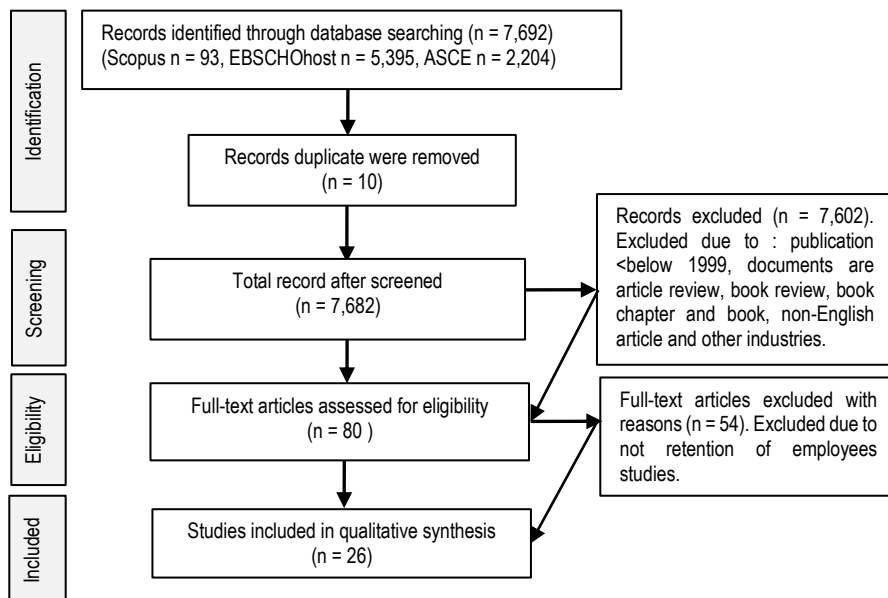 Identification
Records identified through database searching (n = 7,692)
(Scopus n = 93, EBSCHOhost n = 5,395, ASCE n = 2,204)
Records duplicate were removed
(n = 10)
Screening
Total record after screened
(n = 7,682)
Records excluded (n = 7,602).
Excluded due to : publication
<below 1999, documents are
article review, book review, book
chapter and book, non-English
article and other industries.
Eligibility
Full-text articles assessed for eligibility
(n = 80 )
Full-text articles excluded with
reasons (n = 54). Excluded due to
not retention of employees
studies.
Included
Studies included in qualitative synthesis
(n = 26)